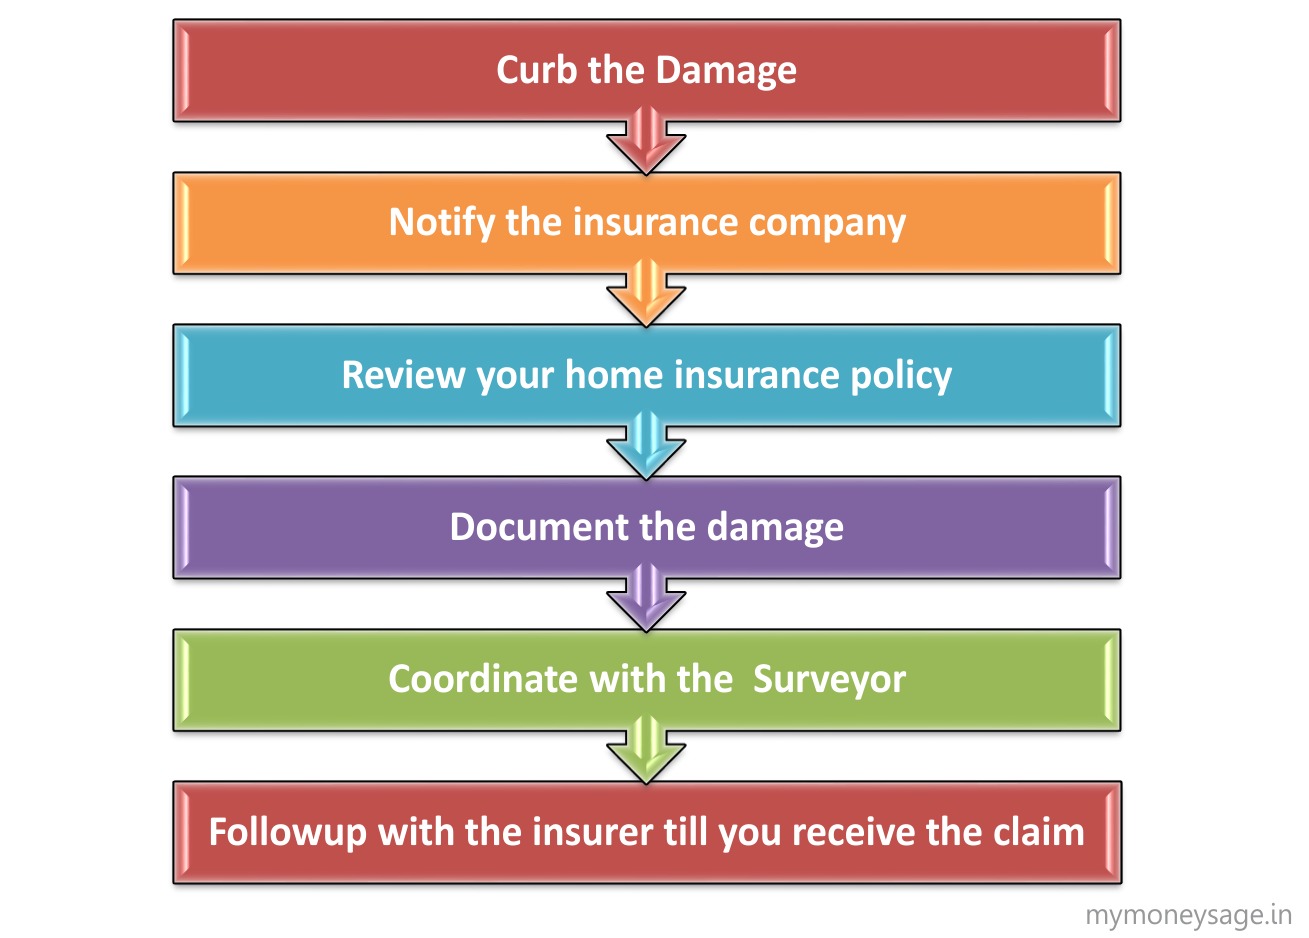 Curb the Damage
Notify the insurance company
Review your home insurance policy
Document the damage
Coordinate with the  Surveyor
Followup with the insurer till you receive the claim
mymoneysage.in